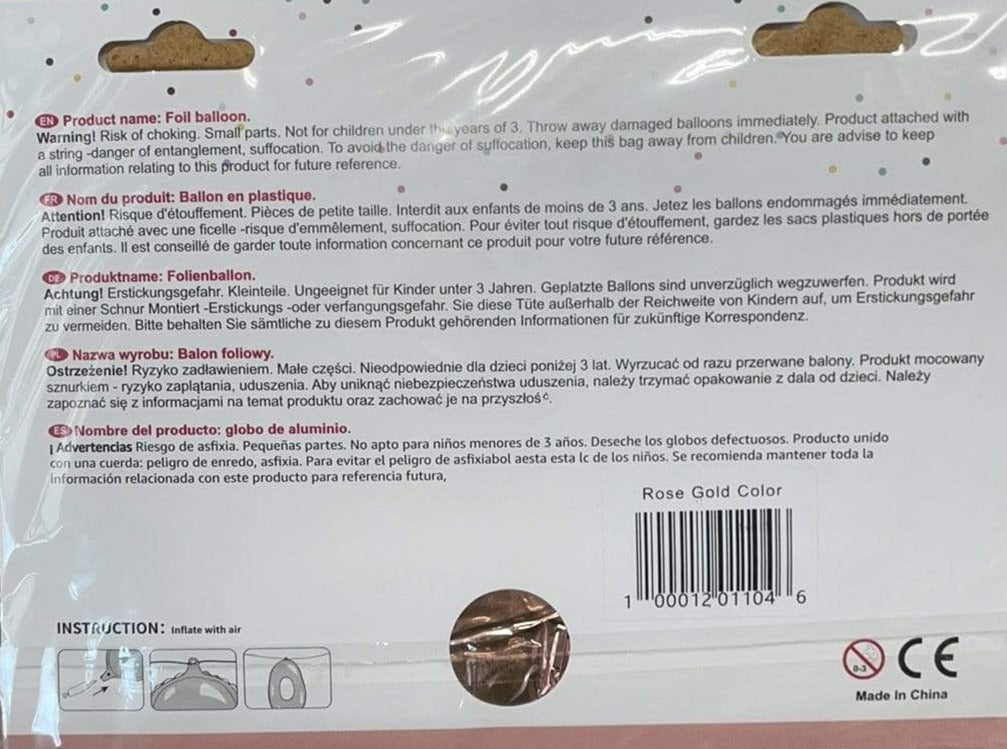 EN Product name: Foil balloon.
Warning! Risk of choking. Small parts. Not for children under the years of 3. Throw away damaged balloons immediately. Product attached with
a string -danger of entanglement, suffocation. To avoid the danger of suffocation, keep this bag away from children. You are advise to keep
all information relating to this product for future reference.
FR Nom du produit: Ballon en plastique.
Attention! Risque d'étouffement. Pièces de petite taille. Interdit aux enfants de moins de 3 ans. Jetez les ballons endommagés immédiatement.
Produit attaché avec une ficelle -risque d'emmêlement, suffocation. Pour éviter tout risque d'étouffement, gardez les sacs plastiques hors de portée
des enfants. Il est conseillé de garder toute information concernant ce produit pour votre future référence.
DE Produktname: Folienballon.
Achtung! Erstickungsgefahr. Kleinteile. Ungeeignet für Kinder unter 3 Jahren. Geplatzte Ballons sind unverzüglich wegzuwerfen. Produkt wird
mit einer Schnur Montiert -Erstickungs -oder verfangungsgefahr. Sie diese Tüte außerhalb der Reichweite von Kindern auf, um Erstickungsgefahr
zu vermeiden. Bitte behalten Sie sämtliche zu diesem Produkt gehörenden Informationen für zukünftige Korrespondenz.
PL Nazwa wyrobu: Balon foliowy.
Ostrzeżenie! Ryzyko zadławieniem. Małe części. Nieodpowiednie dla dzieci poniżej 3 lat. Wyrzucać od razu przerwane balony. Produkt mocowany
sznurkiem - ryzyko zaplątania, uduszenia. Aby uniknąć niebezpieczeństwa uduszenia, należy trzymać opakowanie z dala od dzieci. Należy
zapoznać się z informacjami na temat produktu oraz zachować je na przyszłość.
ES Nombre del producto: globo de aluminio.
¡ Advertencias Riesgo de asfixia. Pequeñas partes. No apto para niños menores de 3 años. Deseche los globos defectuosos. Producto unido
con una cuerda: peligro de enredo, asfixia. Para evitar el peligro de asfixiabol aesta esta lc de los niños. Se recomienda mantener toda la
información relacionada con este producto para referencia futura,
Rose Gold Color
1 00012 01104 6
INSTRUCTION: Inflate with air
0-3 CE
Made In China